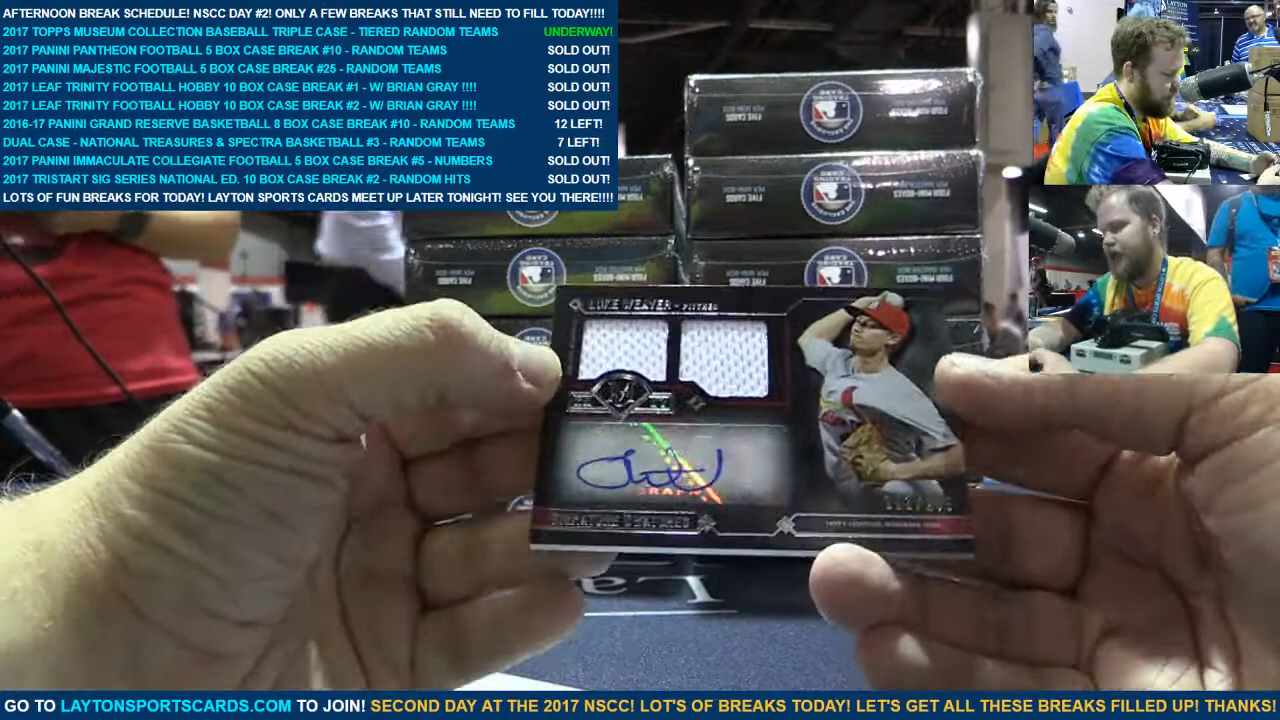 AFTERNOON BREAK SCHEDULE! NSCC DAY #2! ONLY A FEW BREAKS THAT STILL NEED TO FILL TODAY!!!!
2017 TOPPS MUSEUM COLLECTION BASEBALL TRIPLE CASE - TIERED RANDOM TEAMS UNDERWAY!
2017 PANINI PANTHEON FOOTBALL 5 BOX CASE BREAK #10 - RANDOM TEAMS SOLD OUT!
2017 PANINI MAJESTIC FOOTBALL 5 BOX CASE BREAK #25 - RANDOM TEAMS SOLD OUT!
2017 LEAF TRINITY FOOTBALL HOBBY 10 BOX CASE BREAK #1 - W/ BRIAN GRAY !!!! SOLD OUT!
2017 LEAF TRINITY FOOTBALL HOBBY 10 BOX CASE BREAK #2 - W/ BRIAN GRAY !!!! SOLD OUT!
2016-17 PANINI GRAND RESERVE BASKETBALL 8 BOX CASE BREAK #10 - RANDOM TEAMS 12 LEFT!
DUAL CASE - NATIONAL TREASURES & SPECTRA BASKETBALL #3 - RANDOM TEAMS 7 LEFT!
2017 PANINI IMMACULATE COLLEGIATE FOOTBALL 5 BOX CASE BREAK #5 - NUMBERS SOLD OUT!
2017 TRISTART SIG SERIES NATIONAL ED. 10 BOX CASE BREAK #2 - RANDOM HITS SOLD OUT!
LOTS OF FUN BREAKS FOR TODAY! LAYTON SPORTS CARDS MEET UP LATER TONIGHT! SEE YOU THERE!!!!
FIVE CARDS PER MINI-BOX
FOUR MINI-BOXES
LUKE WEAVER - PITCHER
GO TO LAYTONSPORTSCARDS.COM TO JOIN! SECOND DAY AT THE 2017 NSCC! LOT'S OF BREAKS TODAY! LET'S GET ALL THESE BREAKS FILLED UP! THANKS!